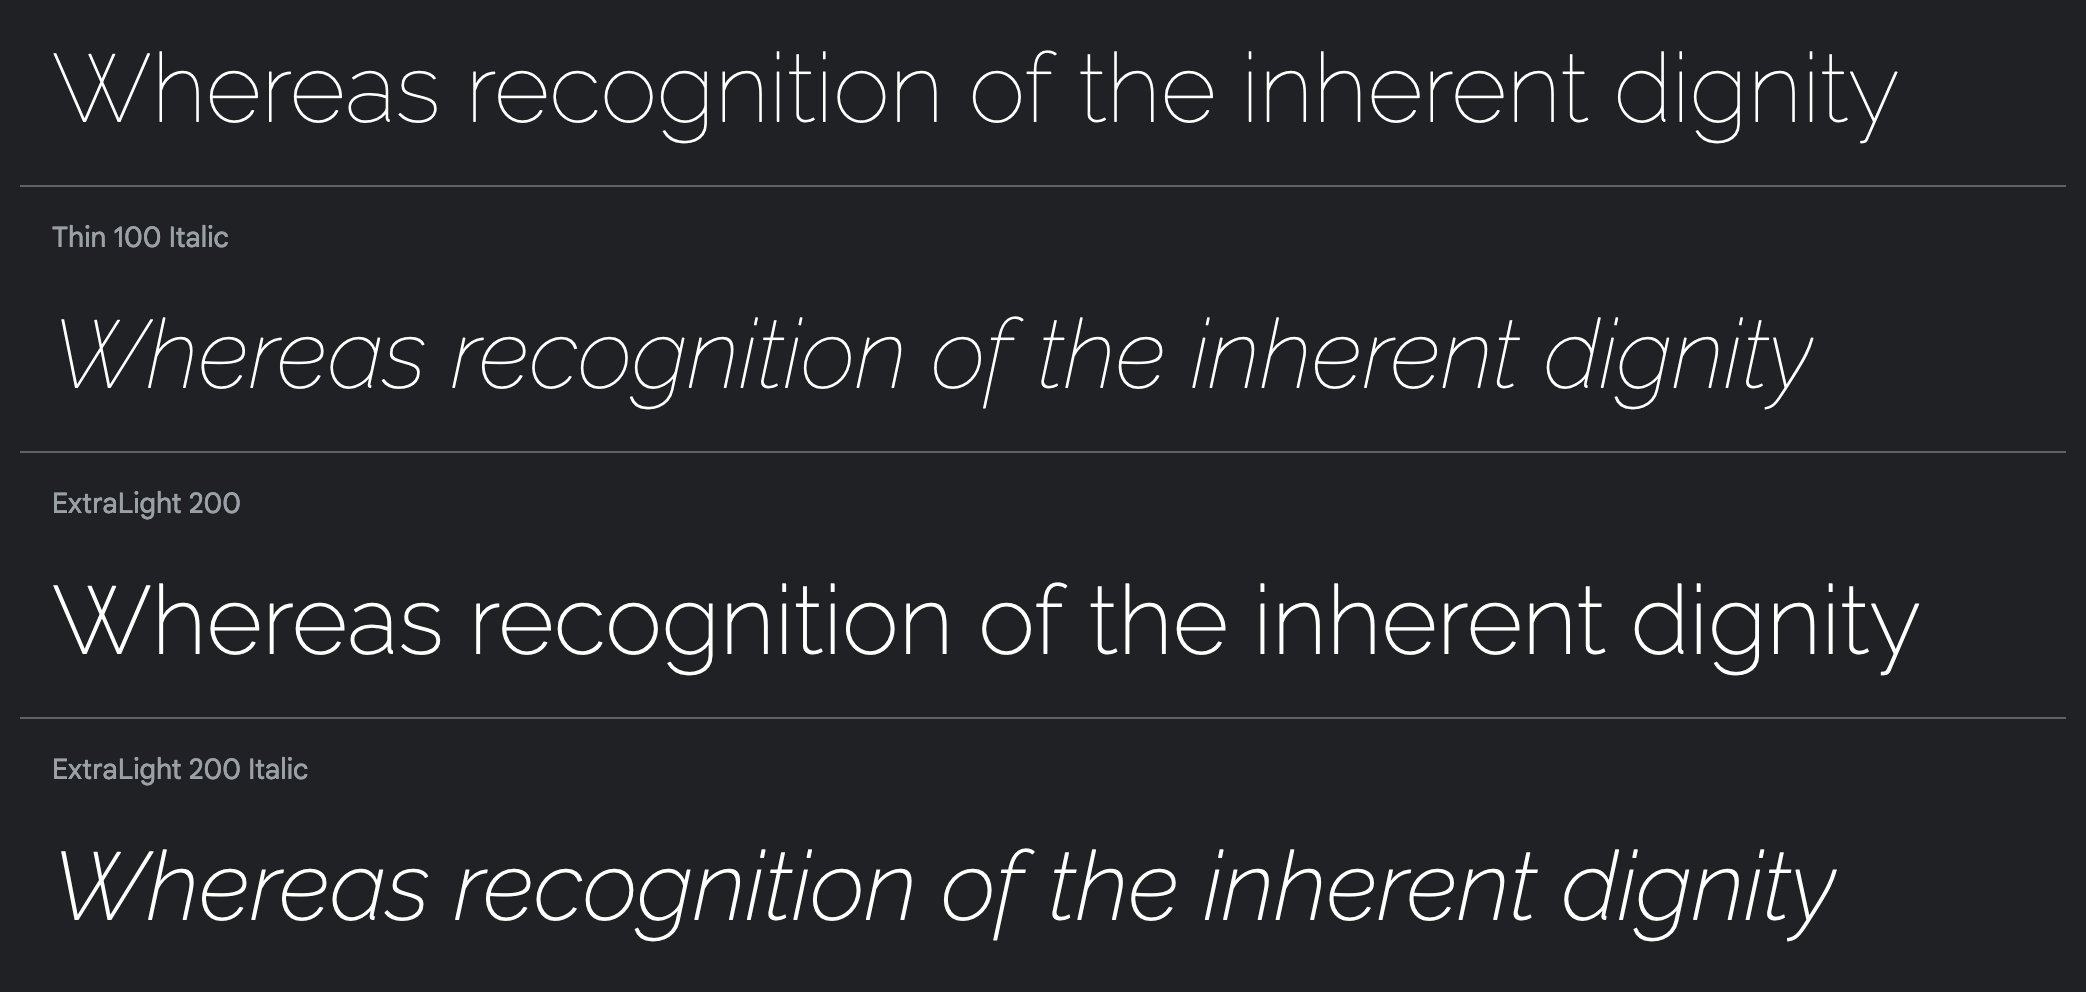 Whereas recognition of the inherent dignity
Thin 100 Italic
Whereas recognition of the inherent dignity
ExtraLight 200
Whereas recognition of the inherent dignity
ExtraLight 200 Italic
Whereas recognition of the inherent dignity